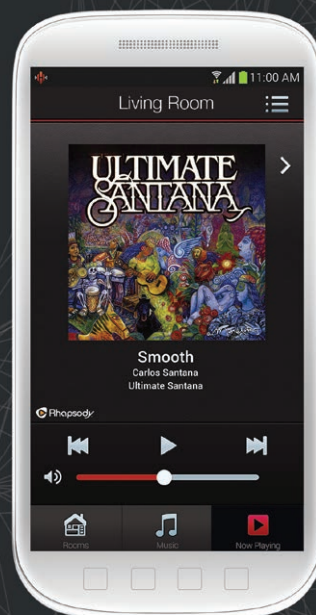 11:00 AM
Living Room
ULTIMATE
SANTANA
Smooth
Carlos Santana
Ultimate Santana
Rhapsody
Rooms
Music
Now Playing